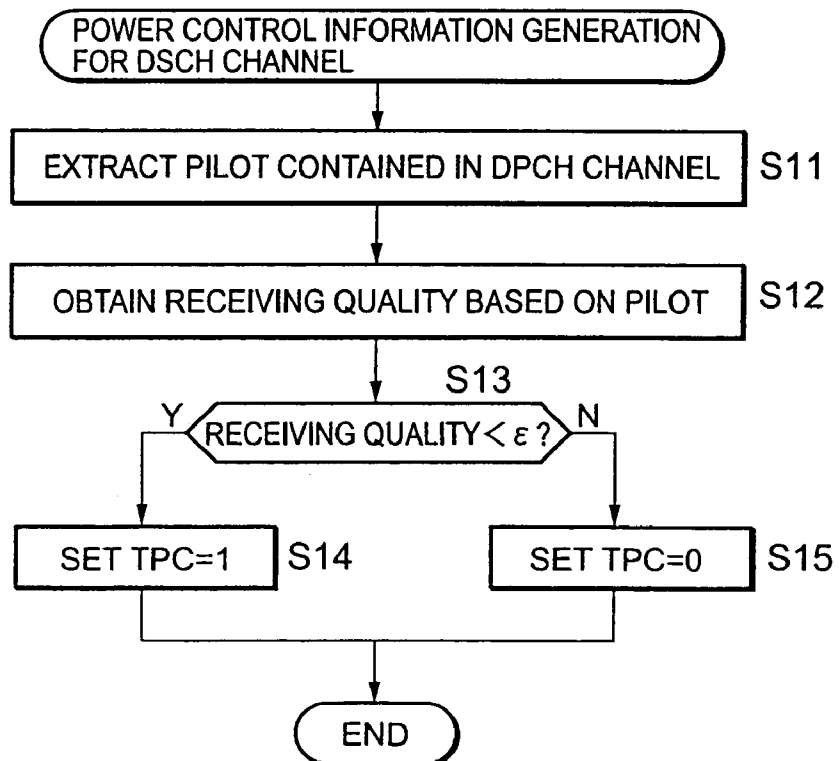 POWER CONTROL INFORMATION GENERATION
FOR DSCH CHANNEL
EXTRACT PILOT CONTAINED IN DPCH CHANNEL
S11
OBTAIN RECEIVING QUALITY BASED ON PILOT
S12
S13
Y
RECEIVING QUALITY < ε ?
N
SET TPC=1
S14
SET TPC=0
S15
END